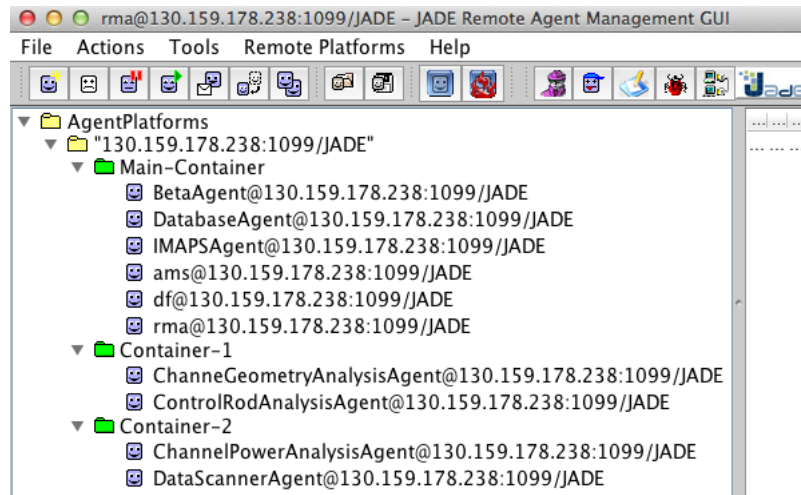 rma@130.159.178.238:1099/JADE – JADE Remote Agent Management GUI
File Actions Tools Remote Platforms Help
Jade
AgentPlatforms
"130.159.178.238:1099/JADE"
Main-Container
BetaAgent@130.159.178.238:1099/JADE
DatabaseAgent@130.159.178.238:1099/JADE
IMAPSAgent@130.159.178.238:1099/JADE
ams@130.159.178.238:1099/JADE
df@130.159.178.238:1099/JADE
rma@130.159.178.238:1099/JADE
Container-1
ChanneGeometryAnalysisAgent@130.159.178.238:1099/JADE
ControlRodAnalysisAgent@130.159.178.238:1099/JADE
Container-2
ChannelPowerAnalysisAgent@130.159.178.238:1099/JADE
DataScannerAgent@130.159.178.238:1099/JADE